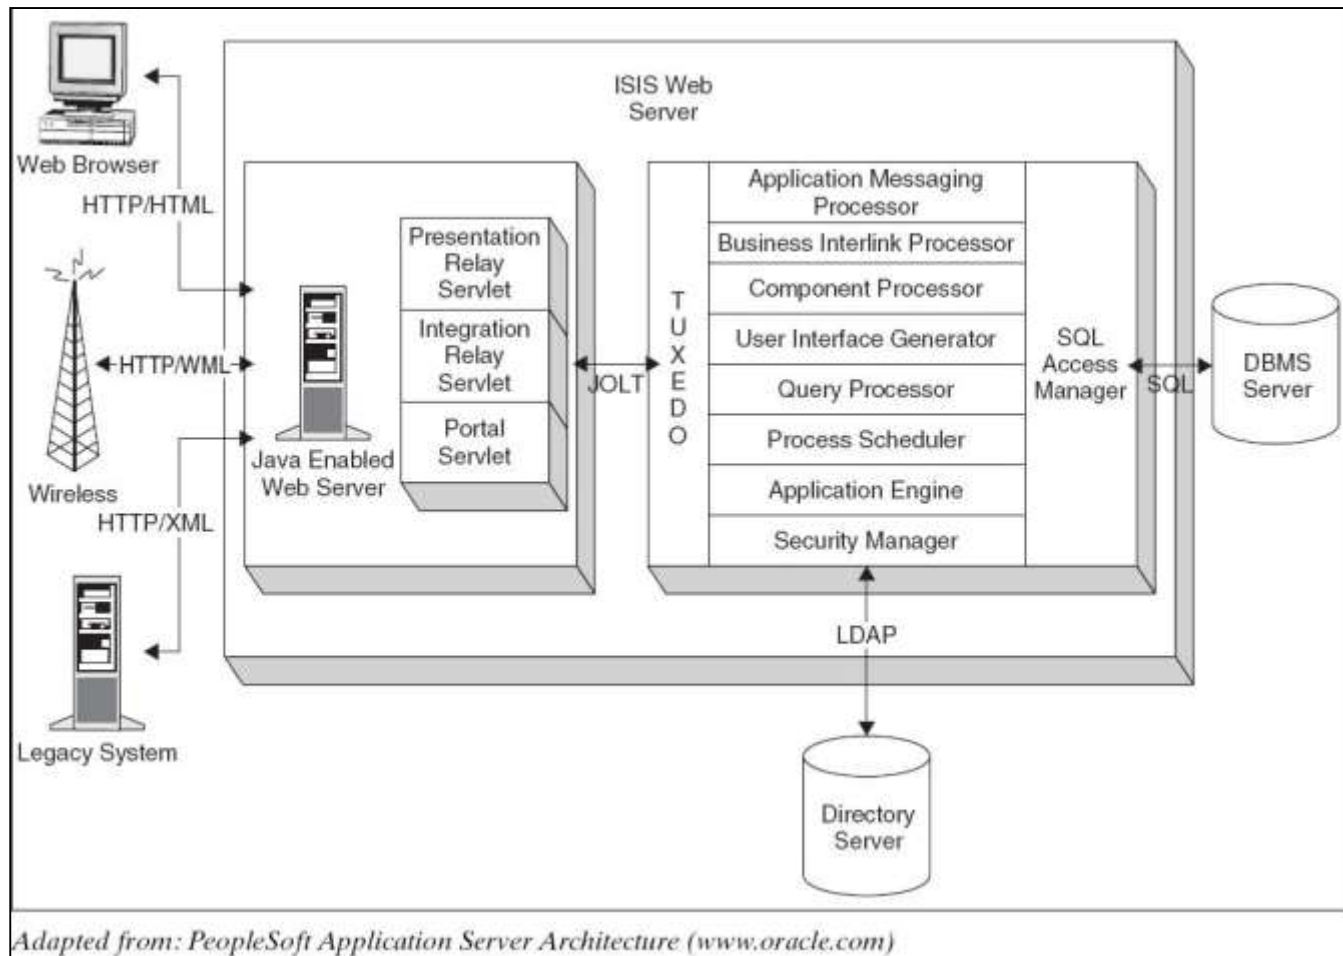 ISIS Web
Server
Web Browser
HTTP/HTML
HTTP/WML
Wireless
HTTP/XML
Legacy System
Java Enabled
Web Server
Presentation
Relay
Servlet
Integration
Relay
Servlet
Portal
Servlet
JOLT
TUXEDO
Application Messaging
Processor
Business Interlink Processor
Component Processor
User Interface Generator
Query Processor
Process Scheduler
Application Engine
Security Manager
SQL
Access
Manager
SQL
DBMS
Server
LDAP
Directory
Server
Adapted from: PeopleSoft Application Server Architecture (www.oracle.com)